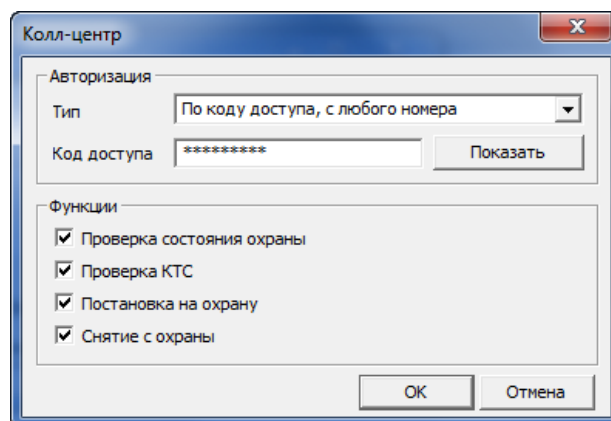 Колл-центр
Авторизация
Тип По коду доступа, с любого номера
Код доступа ********* Показать
Функции
Проверка состояния охраны
Проверка КТС
Постановка на охрану
Снятие с охраны
OK Отмена